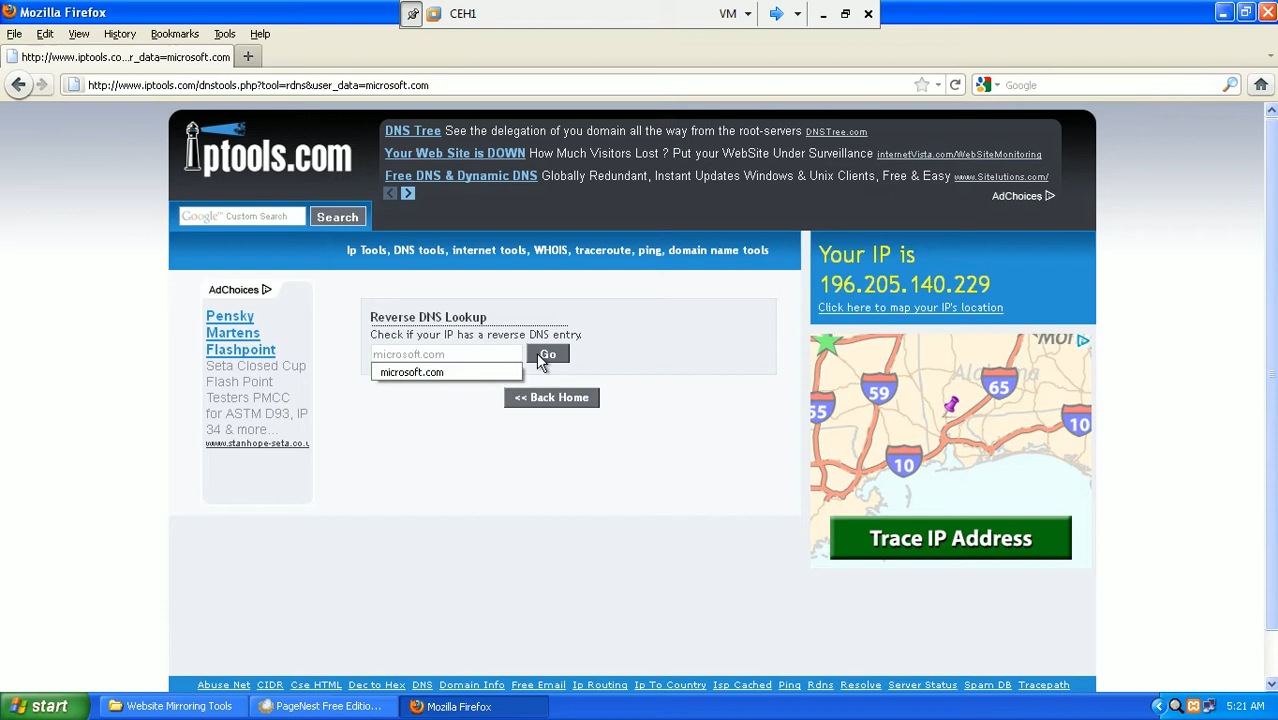 Mozilla Firefox
CEH1
VM
File Edit View History Bookmarks Tools Help
http://www.iptools.co...r_data=microsoft.com
http://www.iptools.com/dnstools.php?tool=rdns&user_data=microsoft.com
Google
iptools.com
DNS Tree See the delegation of you domain all the way from the root-servers DNSTree.com
Your Web Site is DOWN How Much Visitors Lost ? Put your WebSite Under Surveillance internetVista.com/WebSiteMonitoring
Free DNS & Dynamic DNS Globally Redundant, Instant Updates Windows & Unix Clients, Free & Easy www.Sitelutions.com/
AdChoices
Google Custom Search
Search
Ip Tools, DNS tools, internet tools, WHOIS, traceroute, ping, domain name tools
Your IP is
196.205.140.229
Click here to map your IP's location
AdChoices
Pensky
Martens
Flashpoint
Seta Closed Cup
Flash Point
Testers PMCC
for ASTM D93, IP
34 & more...
www.stanhope-seta.co.u
Reverse DNS Lookup
Check if your IP has a reverse DNS entry.
microsoft.com
Go
microsoft.com
<< Back Home
Alabama
59
65
55
10
10
Trace IP Address
Abuse Net CIDR Cse HTML Dec to Hex DNS Domain Info Free Email Ip Routing Ip To Country Isp Cached Ping Rdns Resolve Server Status Spam DB Tracepath
start
Website Mirroring Tools
PageNest Free Edition...
Mozilla Firefox
5:21 AM